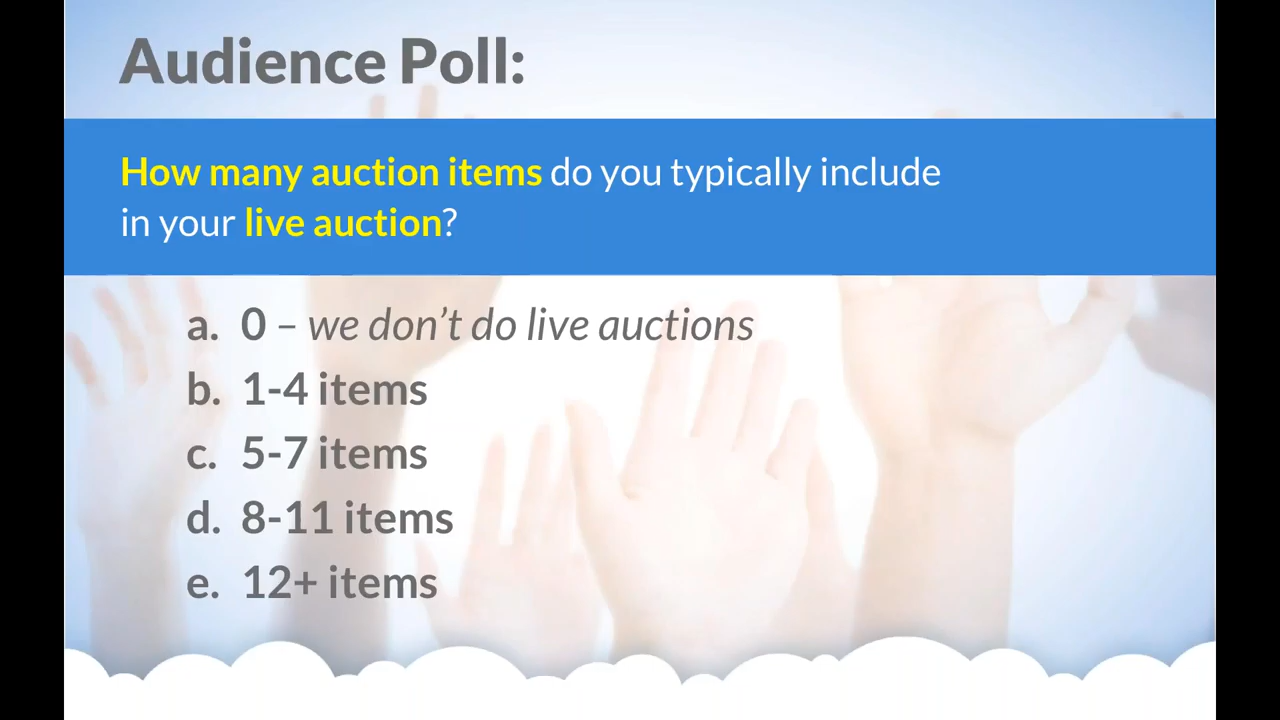 Audience Poll:
How many auction items do you typically include
in your live auction?
a. 0 – we don’t do live auctions
b. 1-4 items
c. 5-7 items
d. 8-11 items
e. 12+ items